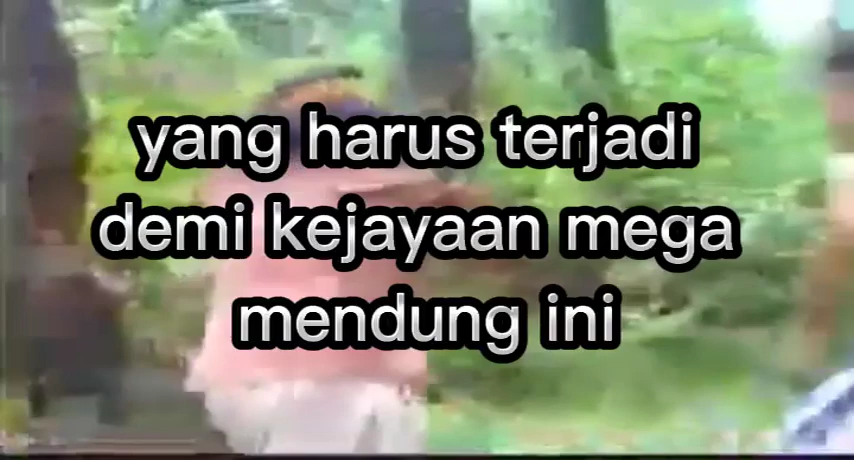 yang harus terjadi
demi kejayaan mega
mendung ini